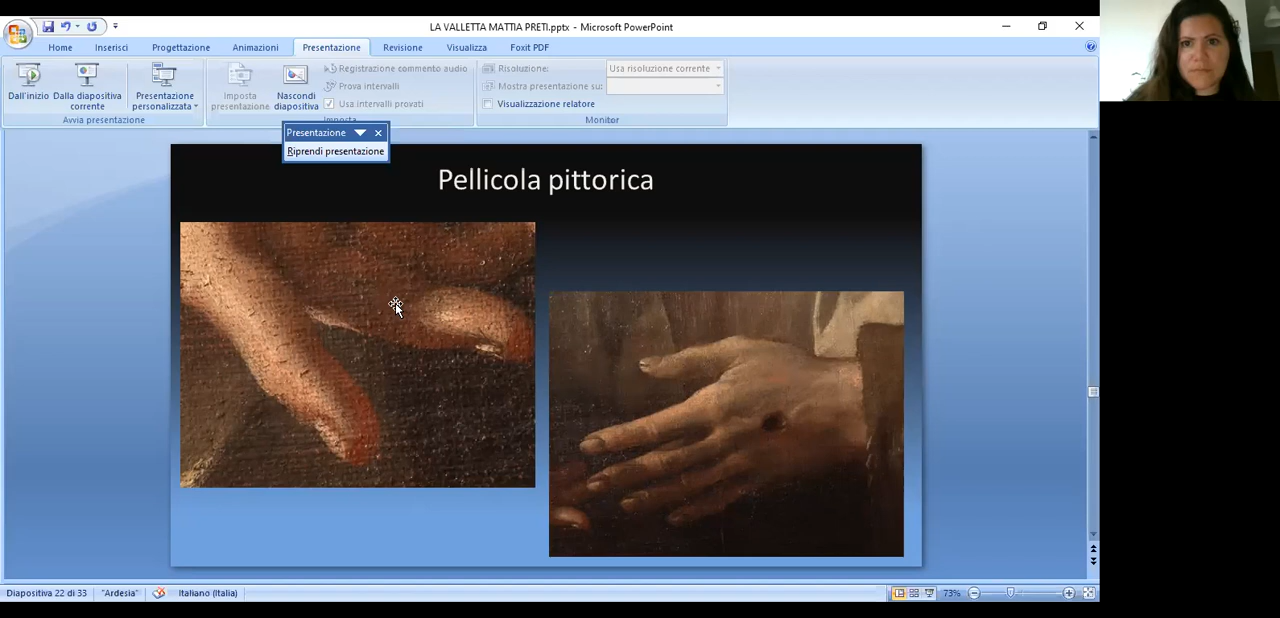 LA VALLETTA MATTIA PRETI.pptx - Microsoft PowerPoint
Home Inserisci Progettazione Animazioni Presentazione Revisione Visualizza Foxit PDF
Dall'inizio
Dalla diapositiva
corrente
Presentazione
personalizzata
Avvia presentazione
Imposta
presentazione
Nascondi
diapositiva
Registrazione commento audio
Prova intervalli
Usa intervalli provati
Imposta
Risoluzione: Usa risoluzione corrente
Mostra presentazione su:
Visualizzazione relatore
Monitor
Presentazione
Riprendi presentazione
Pellicola pittorica
Diapositiva 22 di 33 "Ardesia" Italiano (Italia) 73%